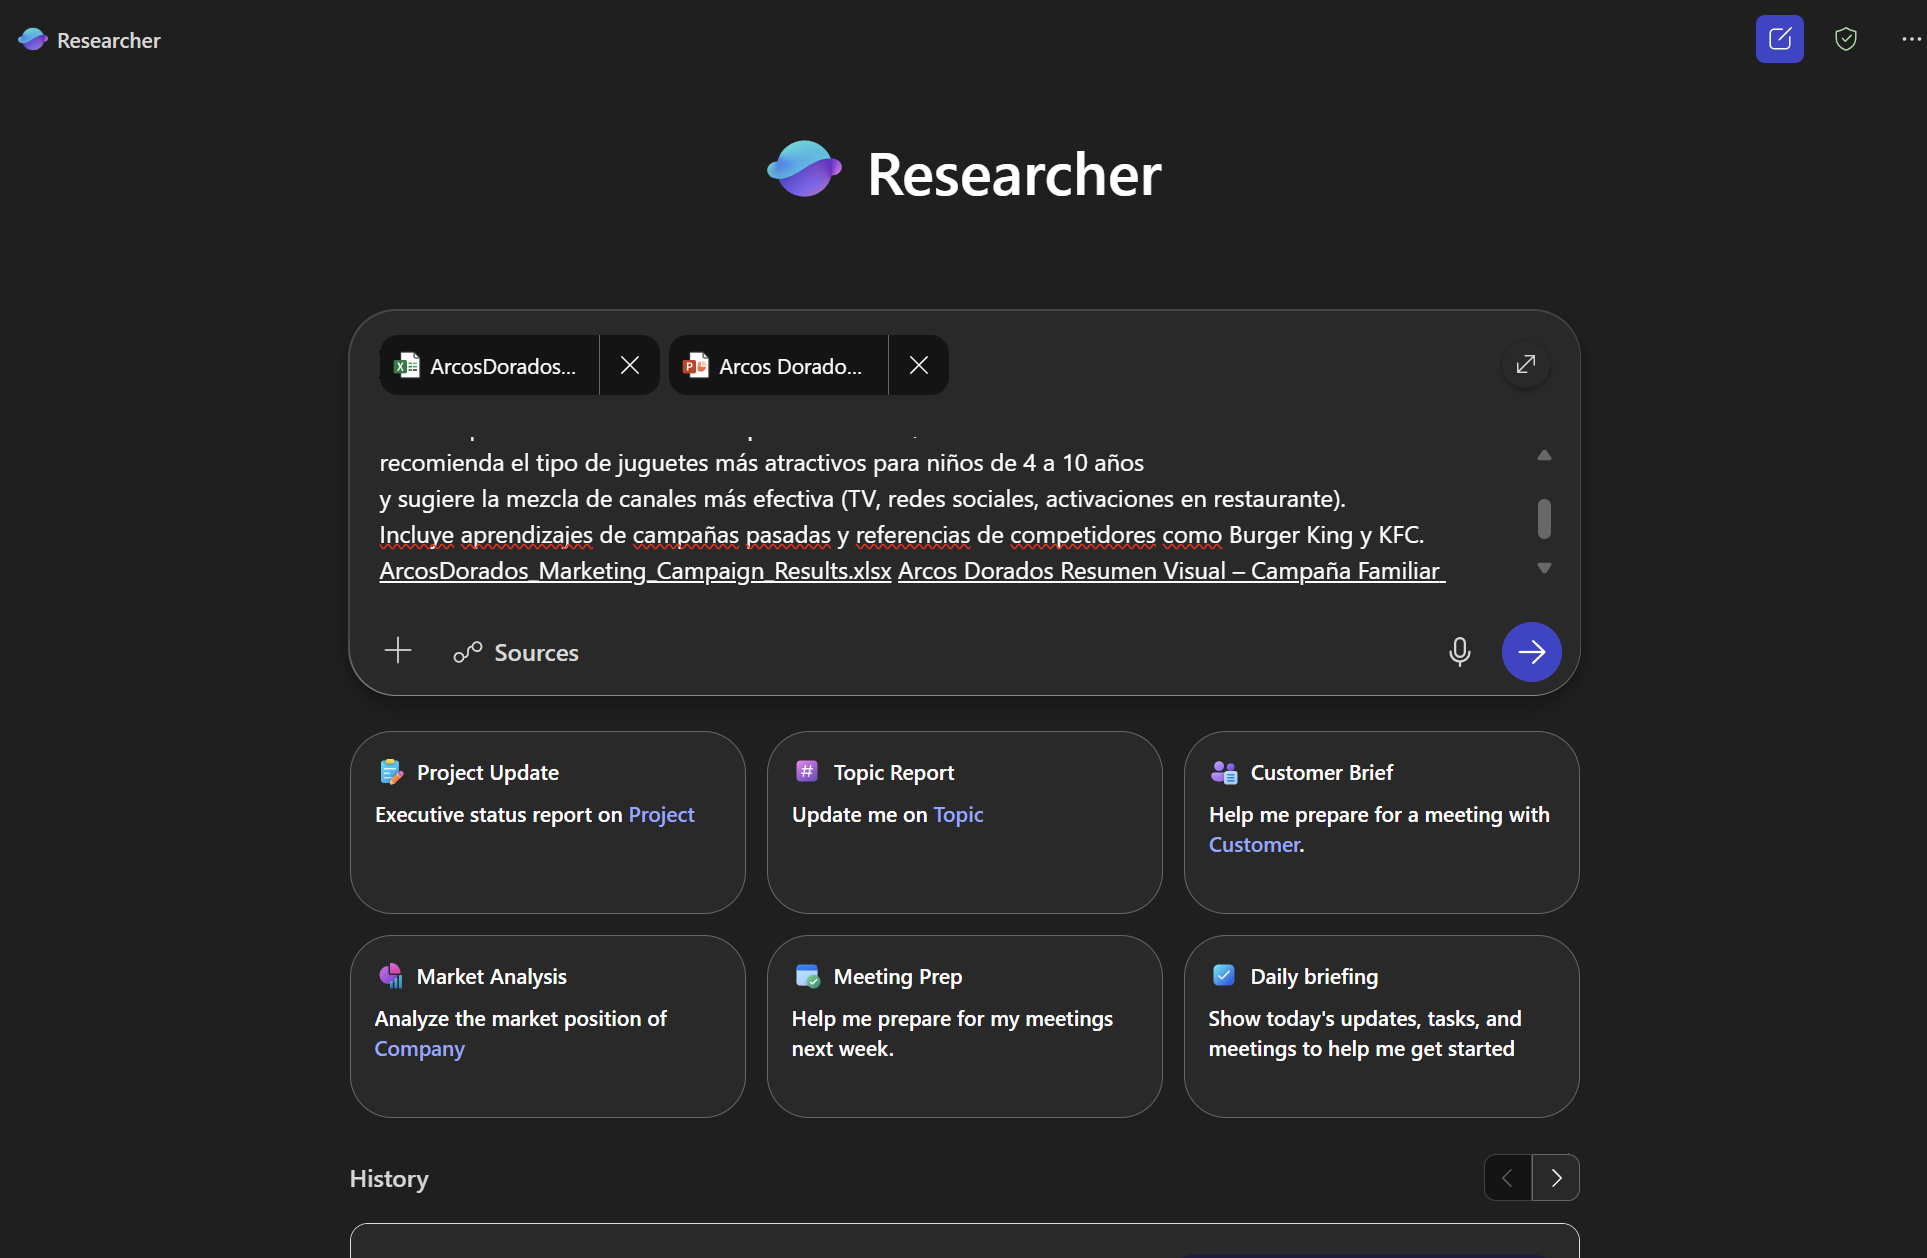 Researcher
Researcher
ArcosDorados...
Arcos Dorado...
recomienda el tipo de juguetes más atractivos para niños de 4 a 10 años
y sugiere la mezcla de canales más efectiva (TV, redes sociales, activaciones en restaurante).
Incluye aprendizajes de campañas pasadas y referencias de competidores como Burger King y KFC.
ArcosDorados_Marketing_Campaign_Results.xlsx Arcos Dorados Resumen Visual – Campaña Familiar
Sources
Project Update
Executive status report on Project
Topic Report
Update me on Topic
Customer Brief
Help me prepare for a meeting with
Customer.
Market Analysis
Analyze the market position of
Company
Meeting Prep
Help me prepare for my meetings
next week.
Daily briefing
Show today's updates, tasks, and
meetings to help me get started
History